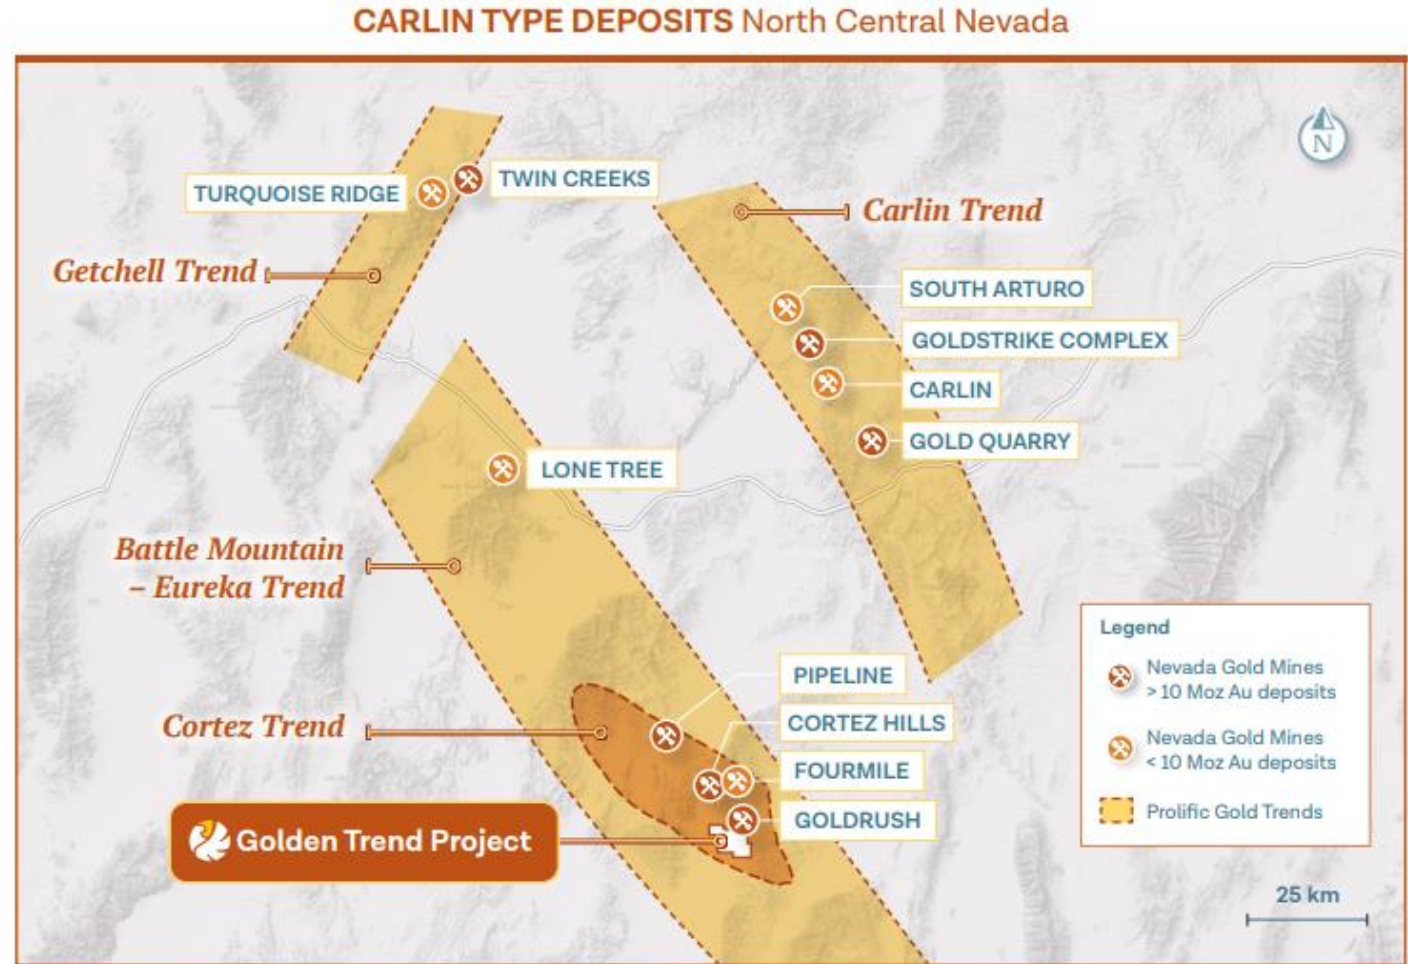 CARLIN TYPE DEPOSITS North Central Nevada
N
TURQUOISE RIDGE
TWIN CREEKS
Carlin Trend
Getchell Trend
SOUTH ARTURO
GOLDSTRIKE COMPLEX
CARLIN
GOLD QUARRY
LONE TREE
Battle Mountain
– Eureka Trend
PIPELINE
CORTEZ HILLS
Cortez Trend
FOURMILE
GOLDRUSH
Golden Trend Project
Legend
Nevada Gold Mines
> 10 Moz Au deposits
Nevada Gold Mines
< 10 Moz Au deposits
Prolific Gold Trends
25 km